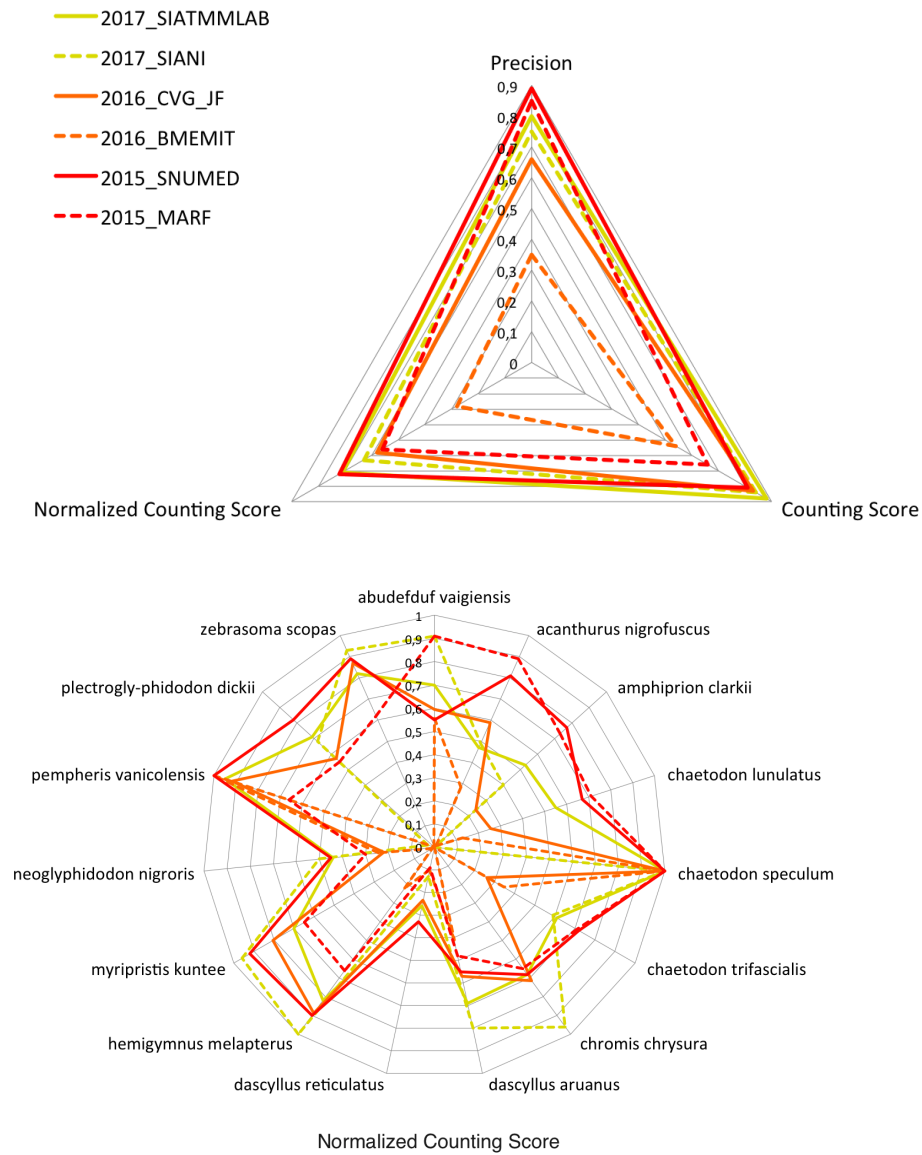 2017_SIATMMLAB
2017_SIANI
2016_CVG_JF
2016_BMEMIT
2015_SNUMED
2015_MARF
Precision
0,9
0,8
0,7
0,6
0,5
0,4
0,3
0,2
0,1
0
Normalized Counting Score
Counting Score
abudefduf vaigiensis
zebrasoma scopas
acanthurus nigrofuscus
plectrogly-phidodon dickii
amphiprion clarkii
pempheris vanicolensis
chaetodon lunulatus
neoglyphidodon nigroris
chaetodon speculum
myripristis kuntee
chaetodon trifascialis
hemigymnus melapterus
chromis chrysura
dascyllus reticulatus
dascyllus aruanus
1
0,9
0,8
0,7
0,6
0,5
0,4
0,3
0,2
0,1
0
Normalized Counting Score